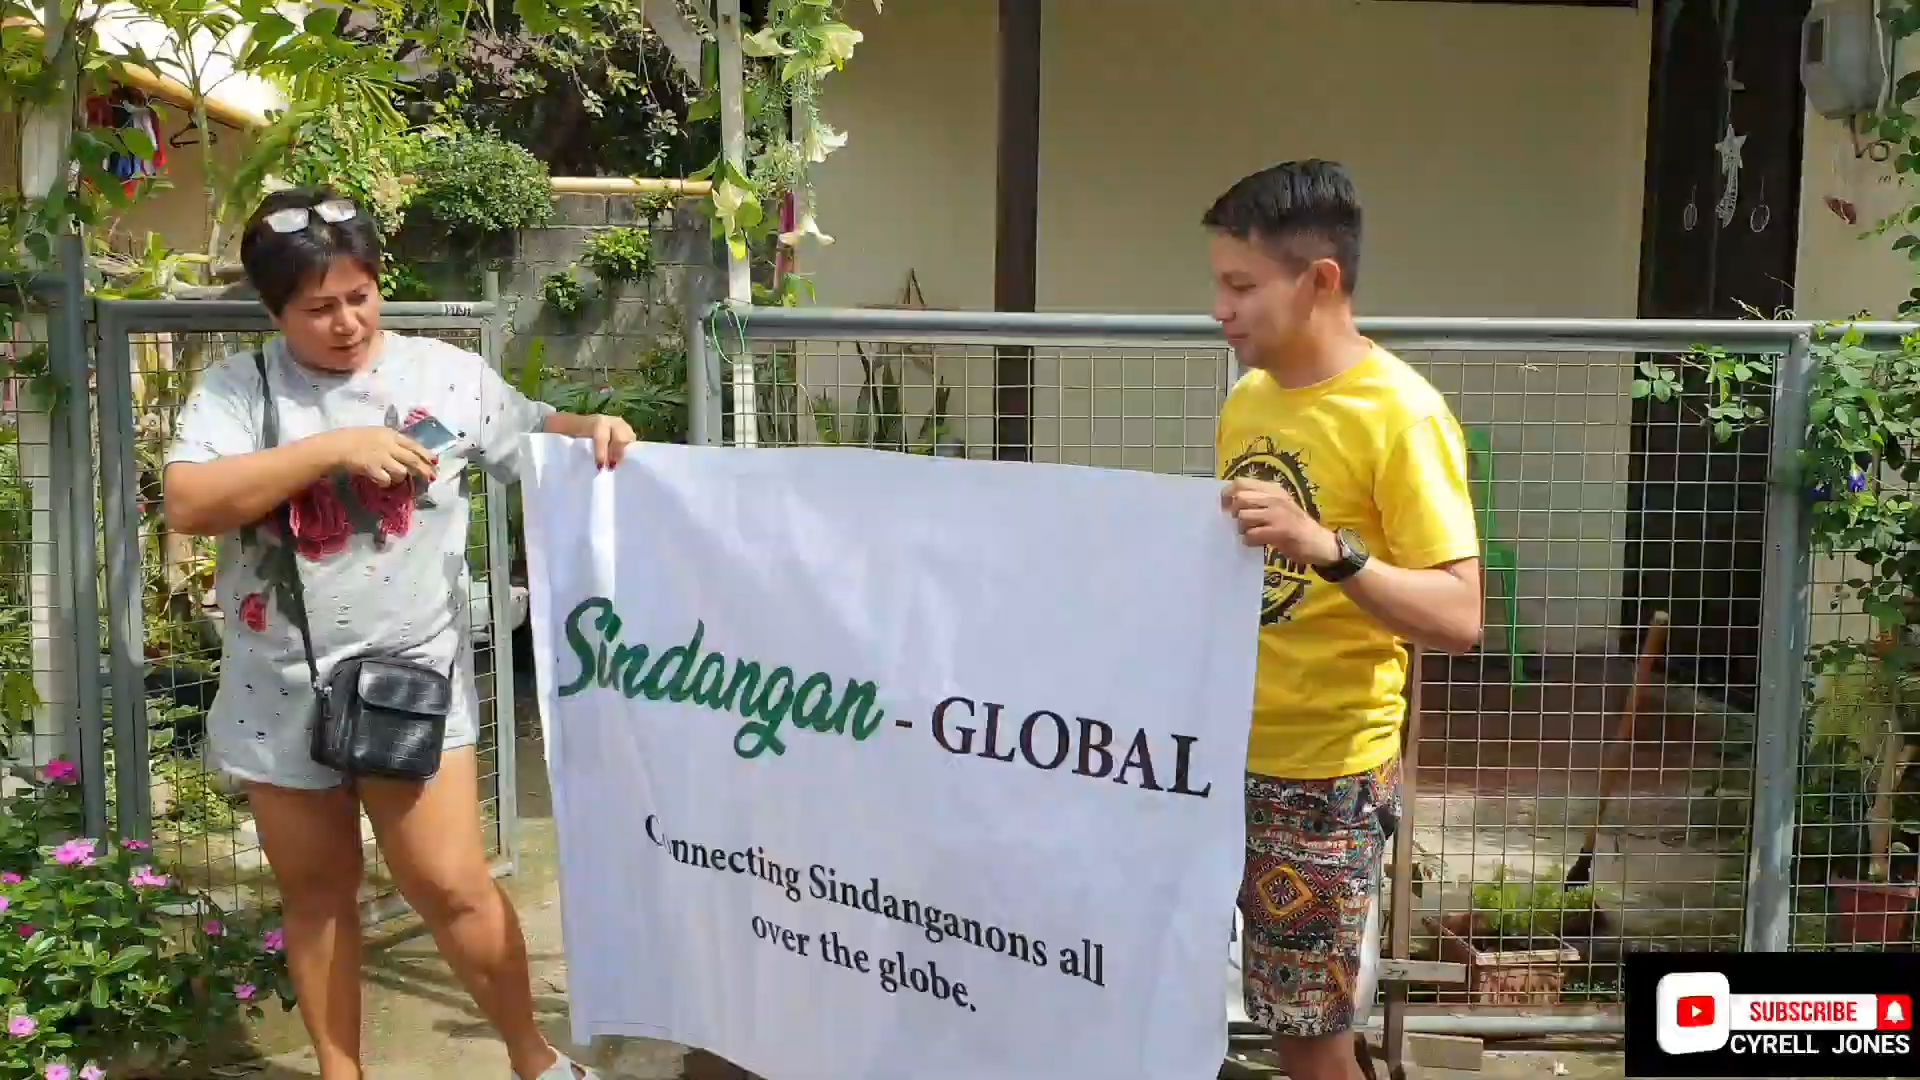 Sindangan - GLOBAL
Connecting Sindanganons all
over the globe.
SUBSCRIBE
CYRELL JONES